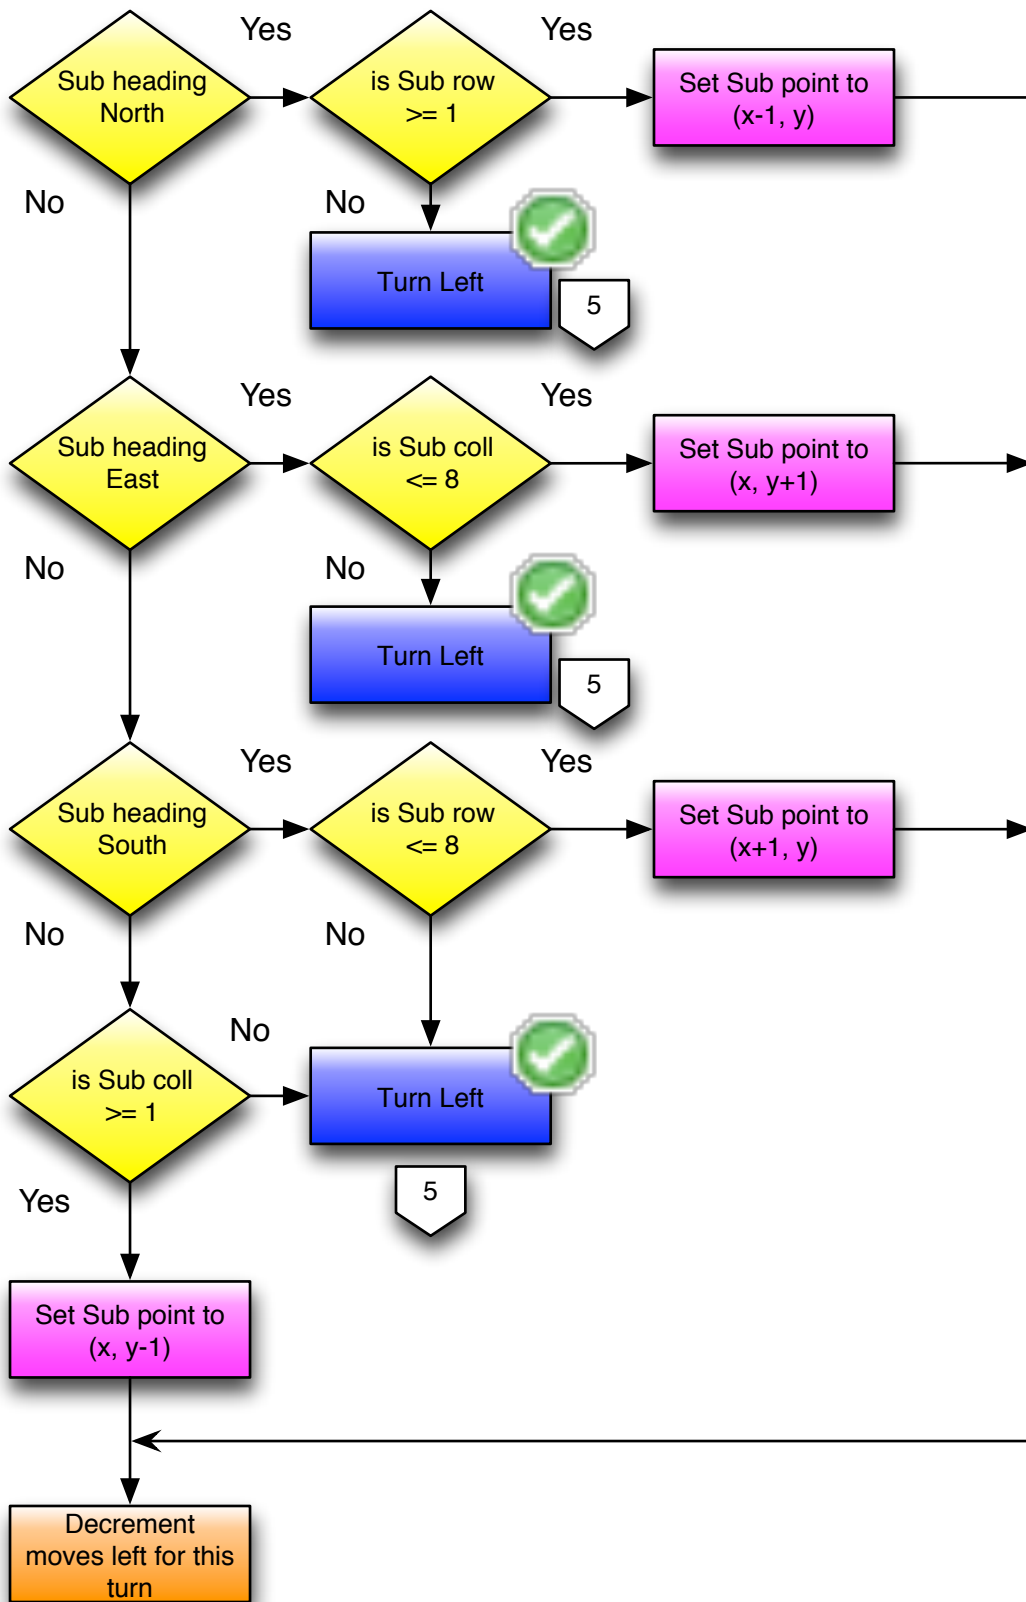 Yes
Yes
Sub heading
North
is Sub row
>= 1
Set Sub point to
(x-1, y)
No
No
Turn Left
5
Yes
Yes
Sub heading
East
is Sub coll
<= 8
Set Sub point to
(x, y+1)
No
No
Turn Left
5
Yes
Yes
Sub heading
South
is Sub row
<= 8
Set Sub point to
(x+1, y)
No
No
No
is Sub coll
>= 1
Turn Left
Yes
5
Set Sub point to
(x, y-1)
Decrement
moves left for this
turn